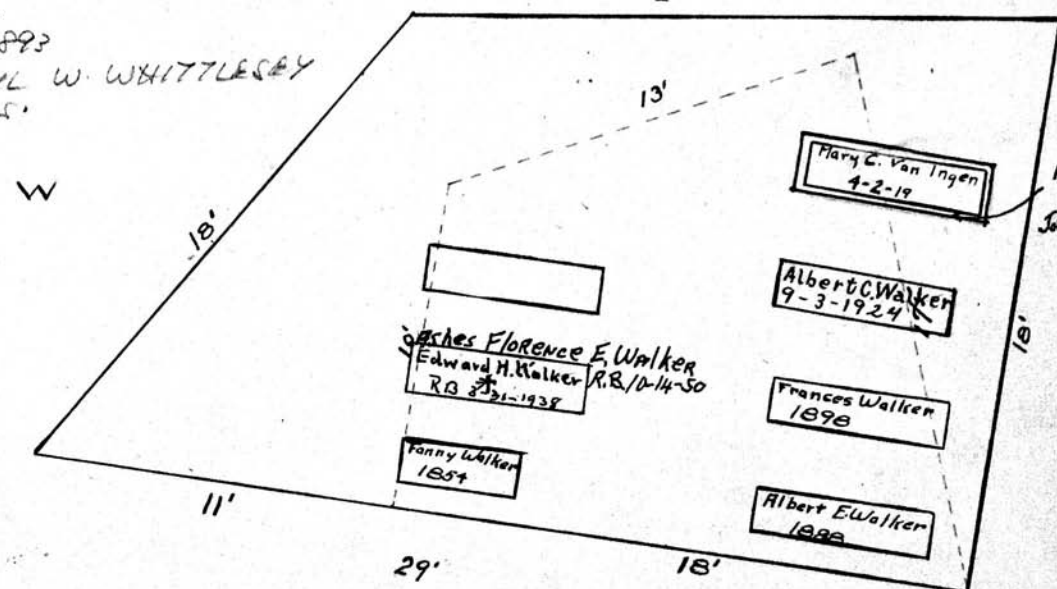 893
W. WHITTLESEY
W
13'
18'
Mary C. Van Ingen
4-2-19
Albert C. Walker
9-3-1924
17'
18'
Ashes FLORENCE E. WALKER
R.B. 10-14-50
Edward H. Walker
RB 3-31-1938
Frances Walker
1898
Fanny Walker
1854
Albert E. Walker
1888
11'
29'
18'